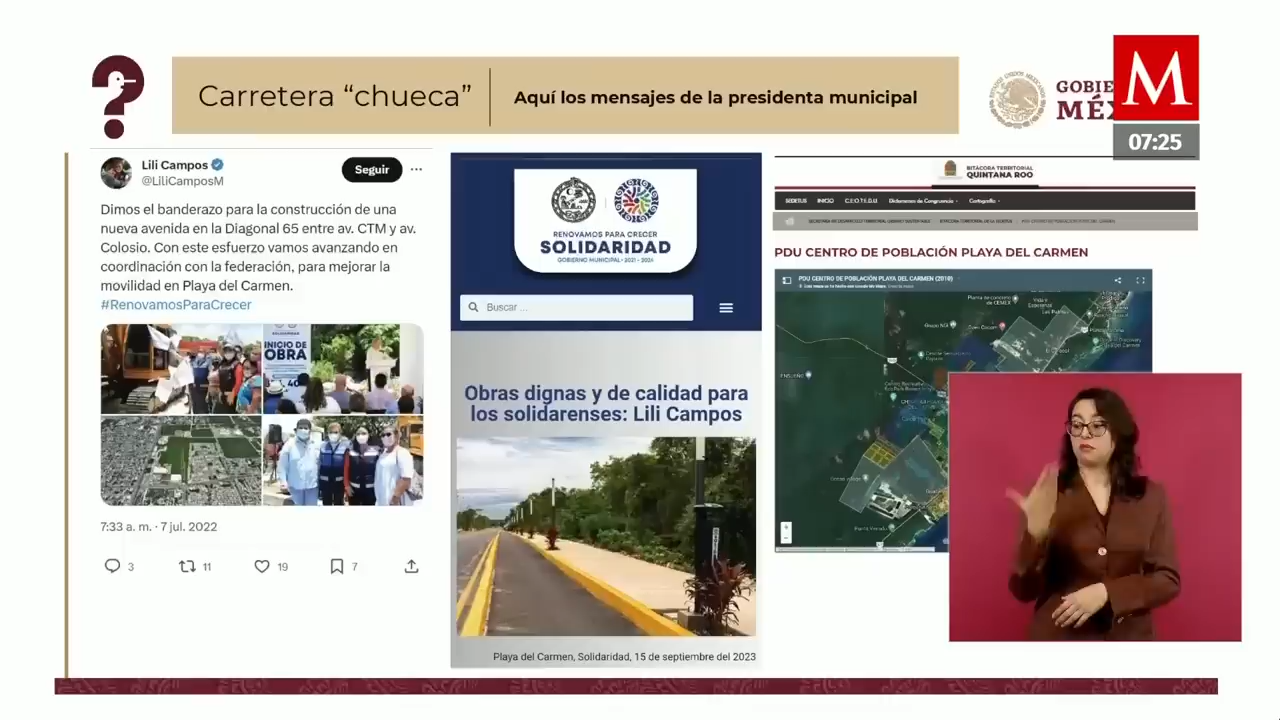 Carretera “chueca”
Aquí los mensajes de la presidenta municipal
GOBIE
MÉX
M
07:25
Lili Campos
@LiliCamposM
Seguir
Dimos el banderazo para la construcción de una
nueva avenida en la Diagonal 65 entre av. CTM y av.
Colosio. Con este esfuerzo vamos avanzando en
coordinación con la federación, para mejorar la
movilidad en Playa del Carmen.
#RenovamosParaCrecer
INICIO DE
OBRA
7:33 a. m. · 7 jul. 2022
3 11 19 7
RENOVAMOS PARA CRECER
SOLIDARIDAD
GOBIERNO MUNICIPAL • 2021 - 2024
Buscar ...
Obras dignas y de calidad para
los solidarenses: Lili Campos
Playa del Carmen, Solidaridad, 15 de septiembre del 2023
BITÁCORA TERRITORIAL
QUINTANA ROO
INICIO
Cartografía
PDU CENTRO DE POBLACIÓN PLAYA DEL CARMEN
PDU CENTRO DE POBLACIÓN PLAYA DEL CARMEN (2010)